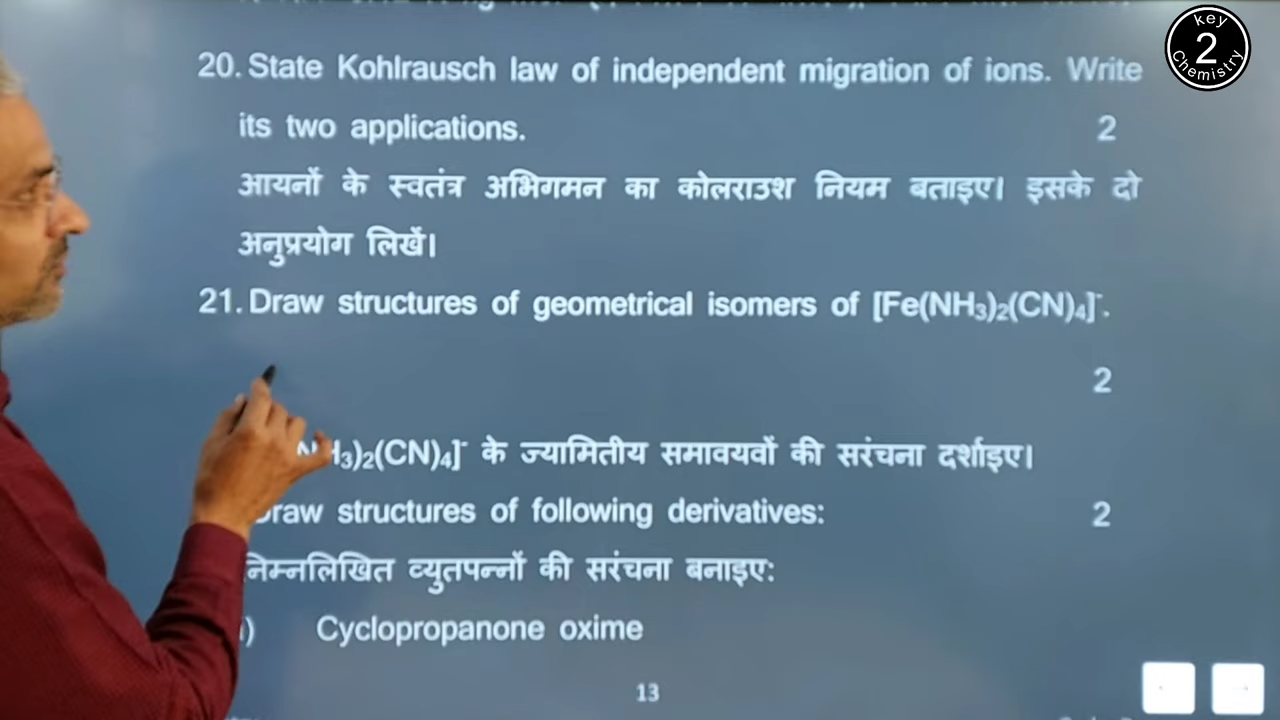 key
2
Chemistry
20. State Kohlrausch law of independent migration of ions. Write
its two applications. 2
आयनों के स्वतंत्र अभिगमन का कोलराउश नियम बताइए। इसके दो
अनुप्रयोग लिखें।
21. Draw structures of geometrical isomers of [Fe(NH₃)₂(CN)₄]⁻.
2
H₃)₂(CN)₄]⁻ के ज्यामितीय समावयवों की सरंचना दर्शाइए।
raw structures of following derivatives: 2
निम्नलिखित व्युतपन्नों की सरंचना बनाइए:
) Cyclopropanone oxime
13